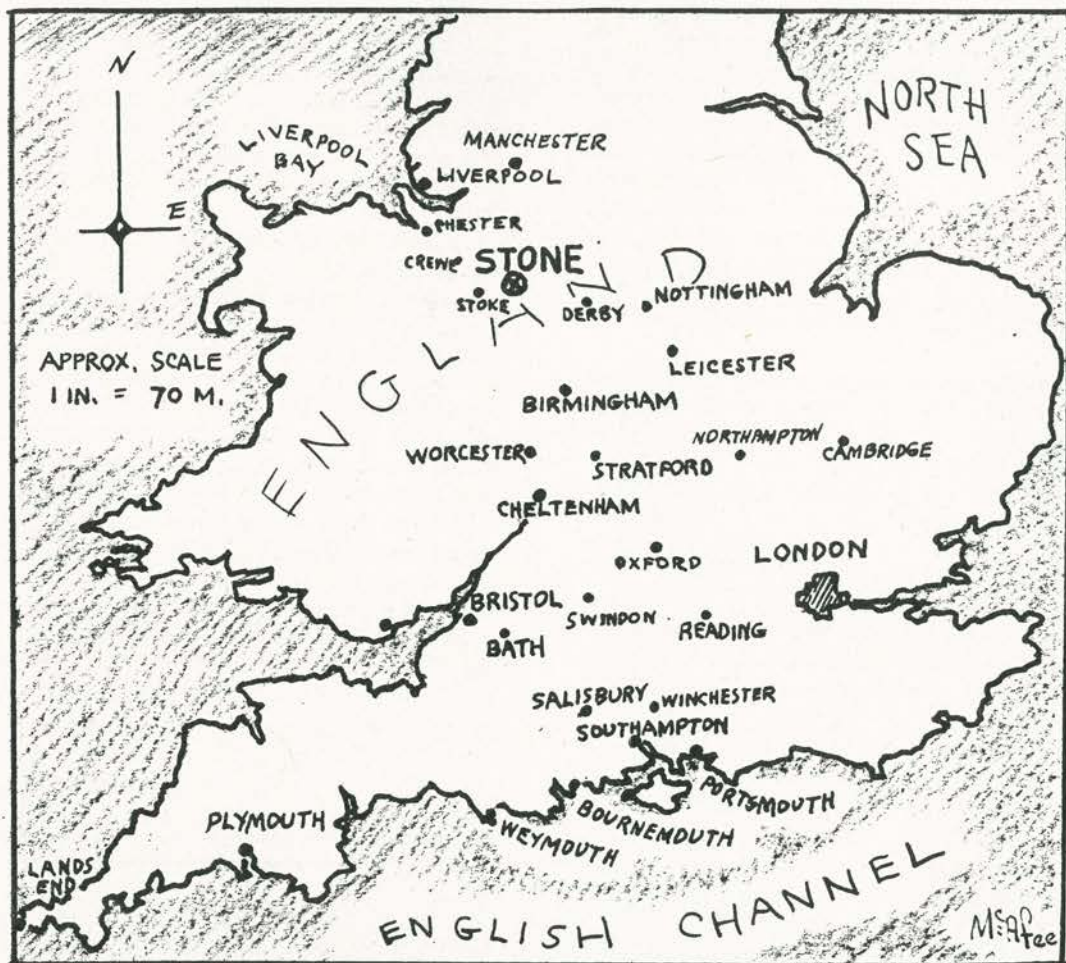 N
E
LIVERPOOL
BAY
NORTH
SEA
MANCHESTER
LIVERPOOL
CHESTER
CREWE
STONE
STOKE
DERBY
NOTTINGHAM
ENGLAND
APPROX. SCALE
1 IN. = 70 M.
LEICESTER
BIRMINGHAM
NORTHAMPTON
WORCESTER
STRATFORD
CAMBRIDGE
CHELTENHAM
OXFORD
LONDON
BRISTOL
SWINDON
READING
BATH
SALISBURY
WINCHESTER
SOUTHAMPTON
PORTSMOUTH
BOURNEMOUTH
WEYMOUTH
PLYMOUTH
LANDS
END
ENGLISH CHANNEL
McAfee